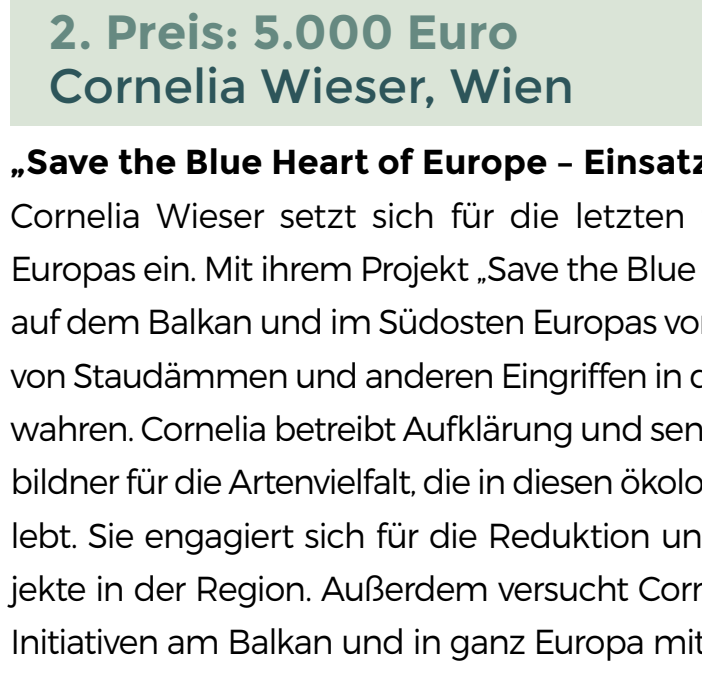 2. Preis: 5.000 Euro
Cornelia Wieser, Wien
„Save the Blue Heart of Europe – Einsatz
Cornelia Wieser setzt sich für die letzten
Europas ein. Mit ihrem Projekt „Save the Blue
auf dem Balkan und im Südosten Europas vor
von Staudämmen und anderen Eingriffen in d
wahren. Cornelia betreibt Aufklärung und sen
bildner für die Artenvielfalt, die in diesen ökolo
lebt. Sie engagiert sich für die Reduktion un
jekte in der Region. Außerdem versucht Corn
Initiativen am Balkan und in ganz Europa mit